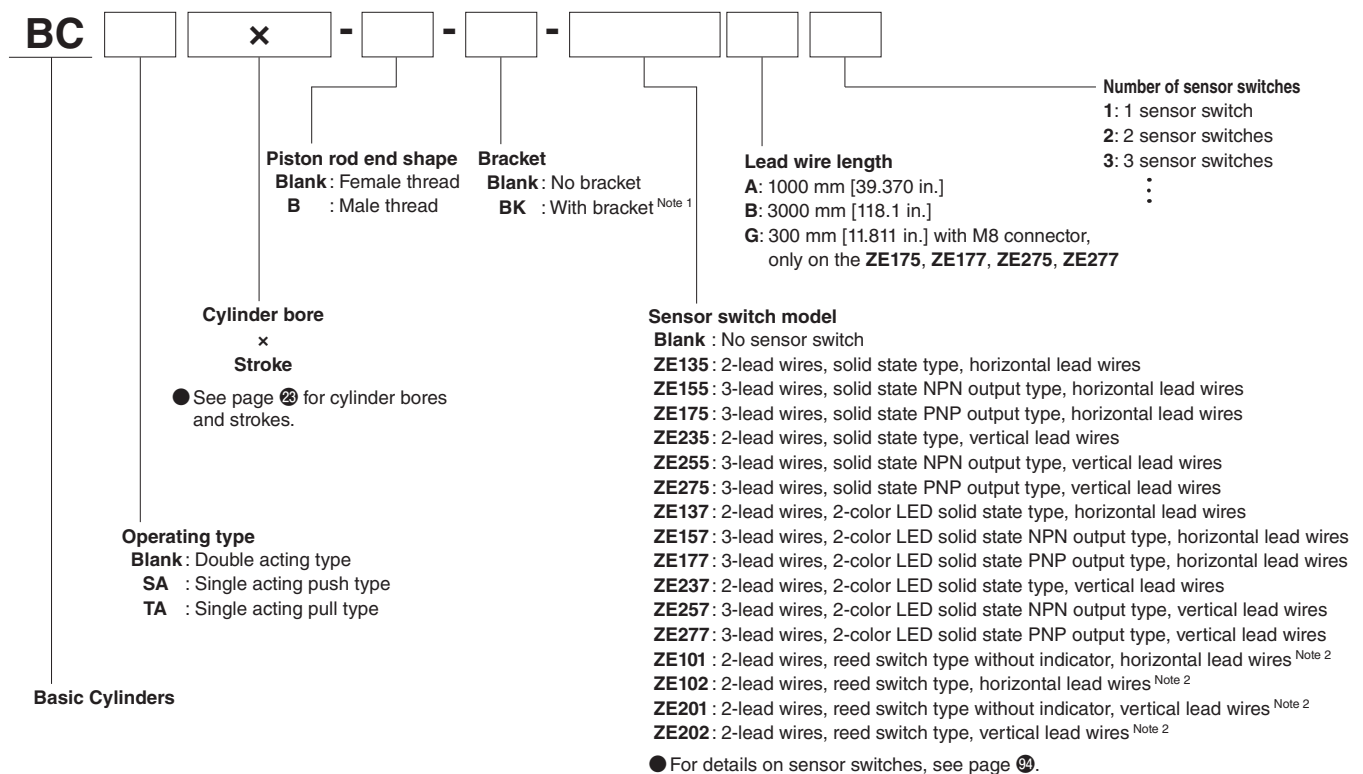 BC × - - -
Number of sensor switches
1: 1 sensor switch
2: 2 sensor switches
3: 3 sensor switches
Piston rod end shape
Blank : Female thread
B : Male thread
Bracket
Blank : No bracket
BK : With bracket Note 1
Lead wire length
A: 1000 mm [39.370 in.]
B: 3000 mm [118.1 in.]
G: 300 mm [11.811 in.] with M8 connector,
only on the ZE175, ZE177, ZE275, ZE277
Cylinder bore
×
Stroke
● See page 23 for cylinder bores
and strokes.
Sensor switch model
Blank : No sensor switch
ZE135 : 2-lead wires, solid state type, horizontal lead wires
ZE155 : 3-lead wires, solid state NPN output type, horizontal lead wires
ZE175 : 3-lead wires, solid state PNP output type, horizontal lead wires
ZE235 : 2-lead wires, solid state type, vertical lead wires
ZE255 : 3-lead wires, solid state NPN output type, vertical lead wires
ZE275 : 3-lead wires, solid state PNP output type, vertical lead wires
ZE137 : 2-lead wires, 2-color LED solid state type, horizontal lead wires
ZE157 : 3-lead wires, 2-color LED solid state NPN output type, horizontal lead wires
ZE177 : 3-lead wires, 2-color LED solid state PNP output type, horizontal lead wires
ZE237 : 2-lead wires, 2-color LED solid state type, vertical lead wires
ZE257 : 3-lead wires, 2-color LED solid state NPN output type, vertical lead wires
ZE277 : 3-lead wires, 2-color LED solid state PNP output type, vertical lead wires
ZE101 : 2-lead wires, reed switch type without indicator, horizontal lead wires Note 2
ZE102 : 2-lead wires, reed switch type, horizontal lead wires Note 2
ZE201 : 2-lead wires, reed switch type without indicator, vertical lead wires Note 2
ZE202 : 2-lead wires, reed switch type, vertical lead wires Note 2
● For details on sensor switches, see page 94.
Operating type
Blank : Double acting type
SA : Single acting push type
TA : Single acting pull type
Basic Cylinders